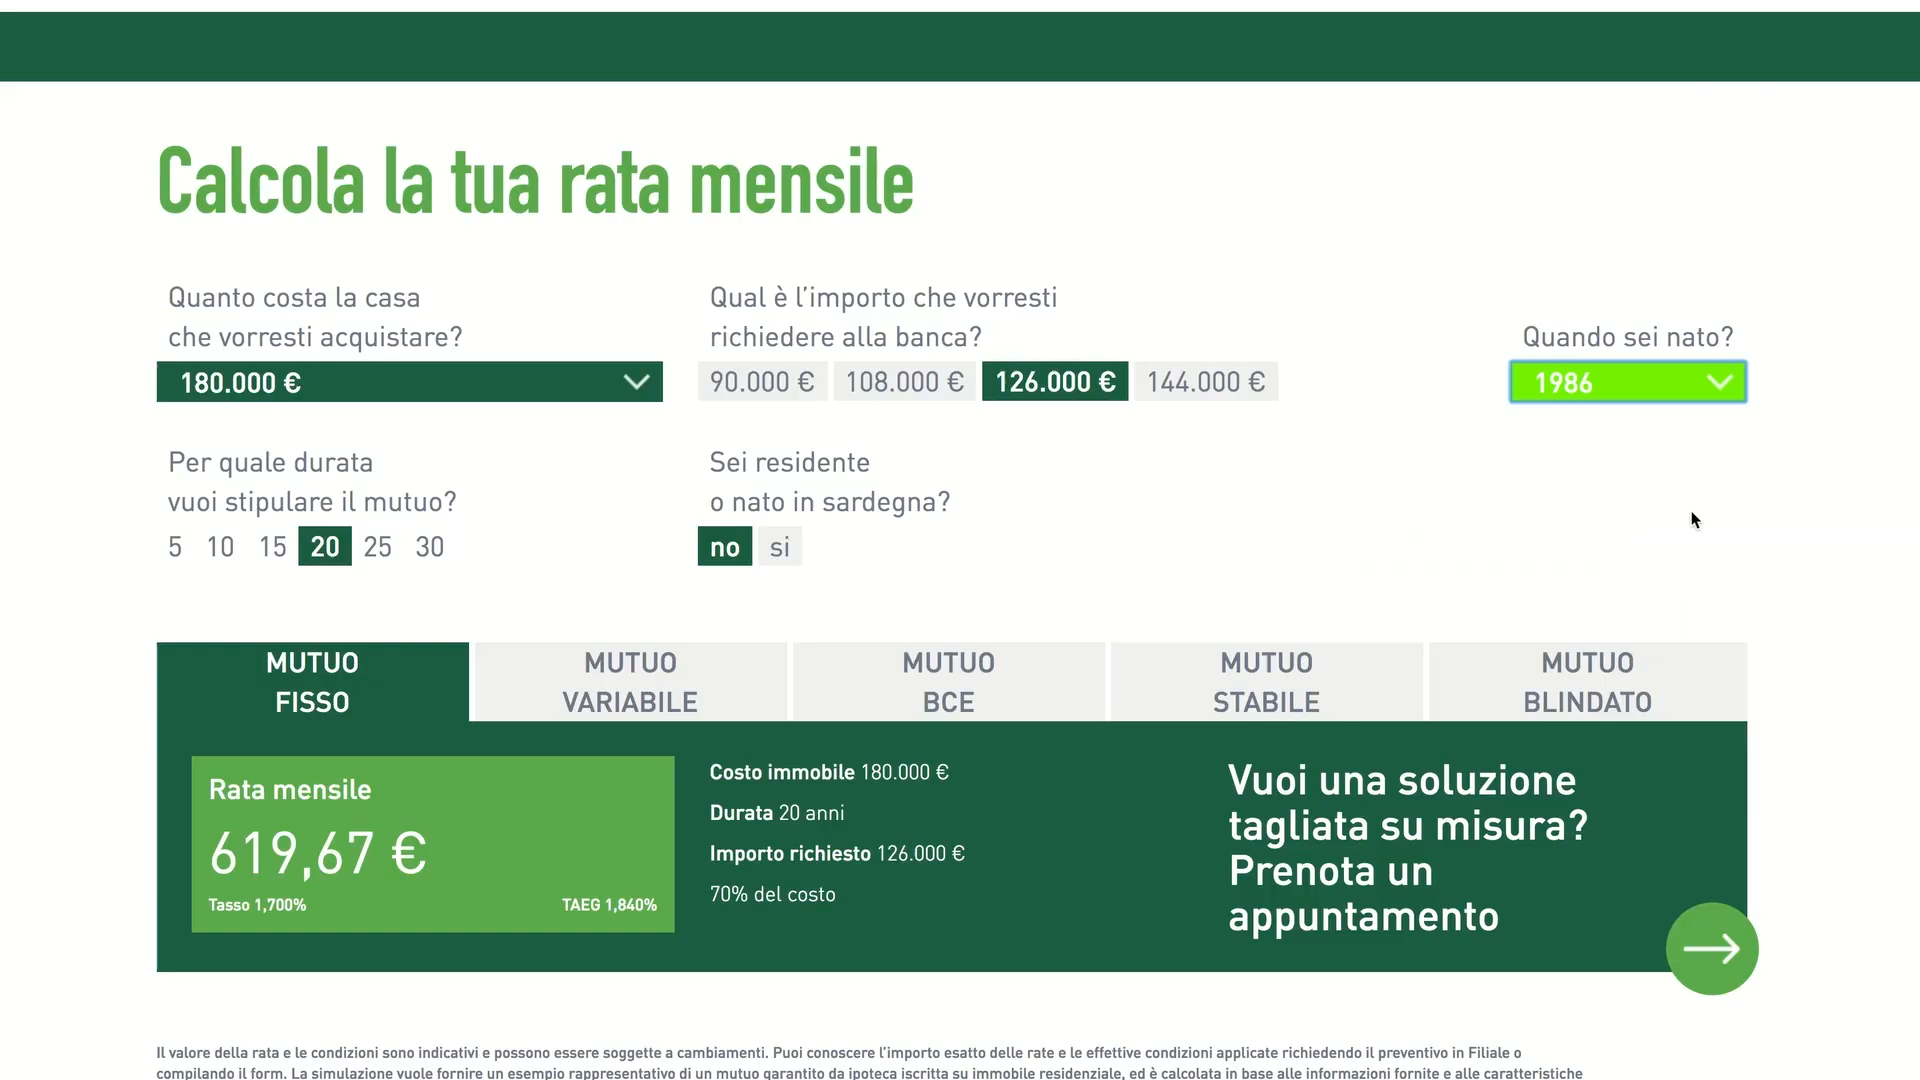 Calcola la tua rata mensile
Quanto costa la casa
che vorresti acquistare?
180.000 €
Qual è l'importo che vorresti
richiedere alla banca?
90.000 € 108.000 € 126.000 € 144.000 €
Quando sei nato?
1986
Per quale durata
vuoi stipulare il mutuo?
5 10 15 20 25 30
Sei residente
o nato in sardegna?
no si
MUTUO
FISSO
MUTUO
VARIABILE
MUTUO
BCE
MUTUO
STABILE
MUTUO
BLINDATO
Rata mensile
619,67 €
Tasso 1,700% TAEG 1,840%
Costo immobile 180.000 €
Durata 20 anni
Importo richiesto 126.000 €
70% del costo
Vuoi una soluzione
tagliata su misura?
Prenota un
appuntamento
Il valore della rata e le condizioni sono indicativi e possono essere soggette a cambiamenti. Puoi conoscere l'importo esatto delle rate e le effettive condizioni applicate richiedendo il preventivo in Filiale o
compilando il form. La simulazione vuole fornire un esempio rappresentativo di un mutuo garantito da ipoteca iscritta su immobile residenziale, ed è calcolata in base alle informazioni fornite e alle caratteristiche